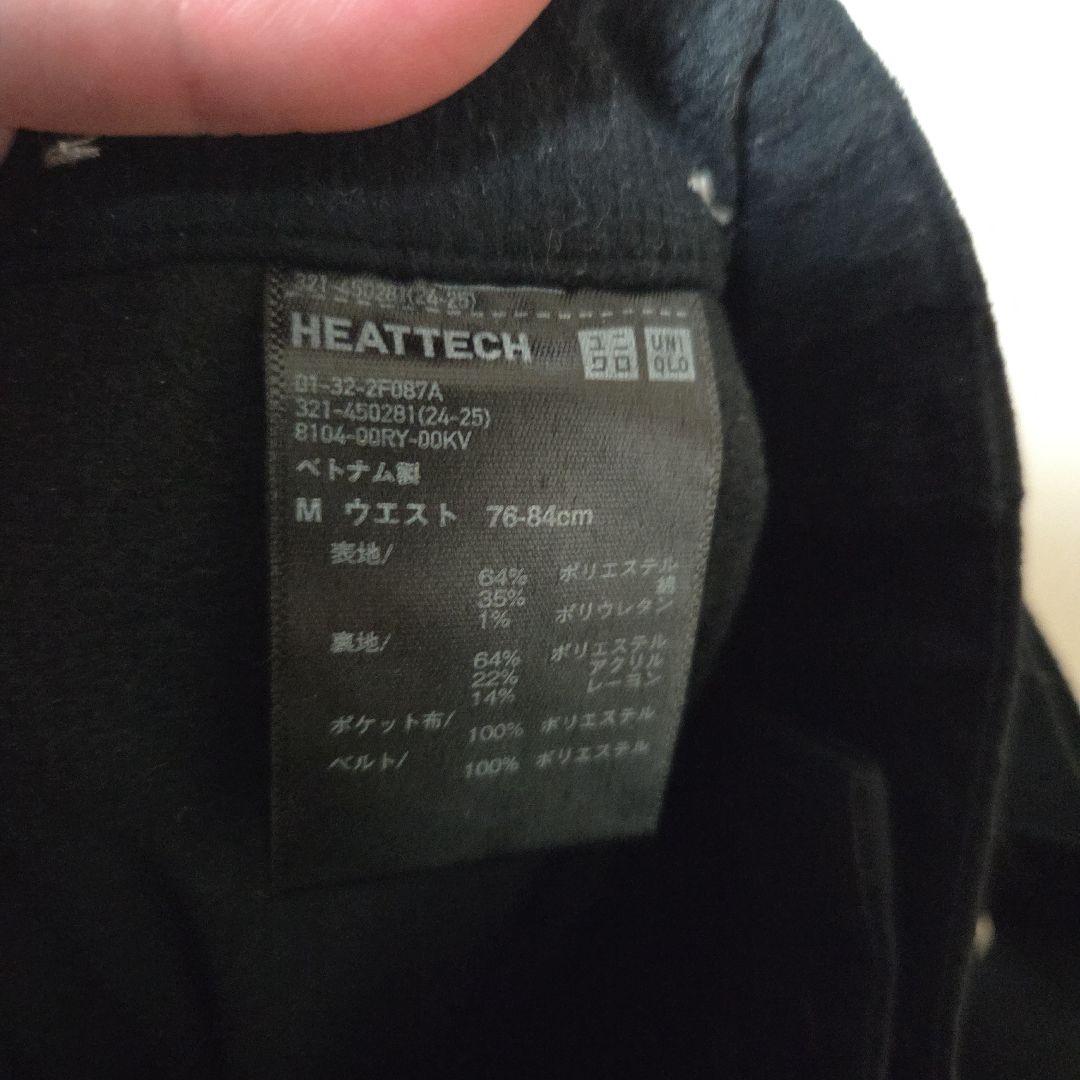 321-450281(24-25)
HEATTECH ユニクロ UNIQLO
01-32-2F087A
321-450281(24-25)
8104-00RY-00KV
ベトナム製
M ウエスト 76-84cm
表地/
64% ポリエステル
35% 綿
1% ポリウレタン
裏地/
64% ポリエステル
22% アクリル
14% レーヨン
ポケット布/ 100% ポリエステル
ベルト/ 100% ポリエステル